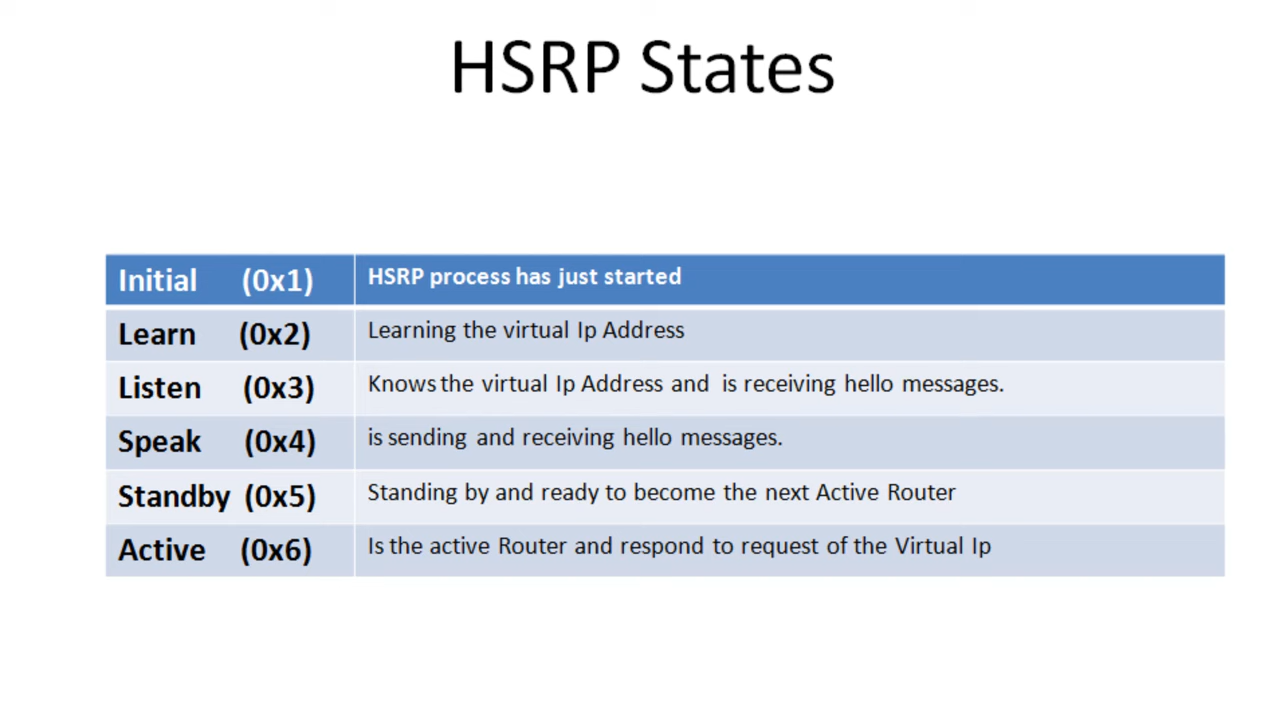 HSRP States
Initial (0x1) HSRP process has just started
Learn (0x2) Learning the virtual Ip Address
Listen (0x3) Knows the virtual Ip Address and is receiving hello messages.
Speak (0x4) is sending and receiving hello messages.
Standby (0x5) Standing by and ready to become the next Active Router
Active (0x6) Is the active Router and respond to request of the Virtual Ip